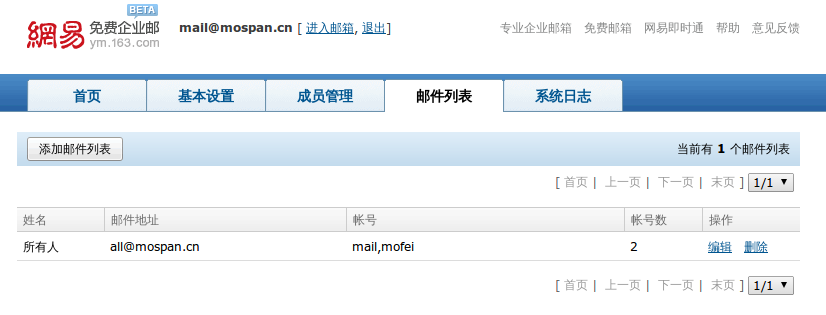 網易 免费企业邮 BETA
ym.163.com
mail@mospan.cn [ 进入邮箱, 退出]
专业企业邮箱 免费邮箱 网易即时通 帮助 意见反馈
首页 基本设置 成员管理 邮件列表 系统日志
添加邮件列表 当前有 1 个邮件列表
[ 首页 | 上一页 | 下一页 | 末页 ] 1/1
姓名 邮件地址 帐号 帐号数 操作
所有人 all@mospan.cn mail,mofei 2 编辑 删除
[ 首页 | 上一页 | 下一页 | 末页 ] 1/1